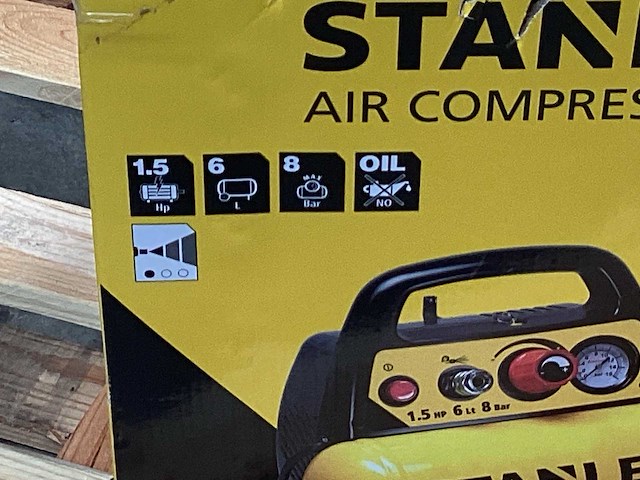 STAN
AIR COMPRES
1.5 6 8 OIL
MAX
Hp L Bar NO
1.5 HP 6 Lt 8 Bar
STANLE